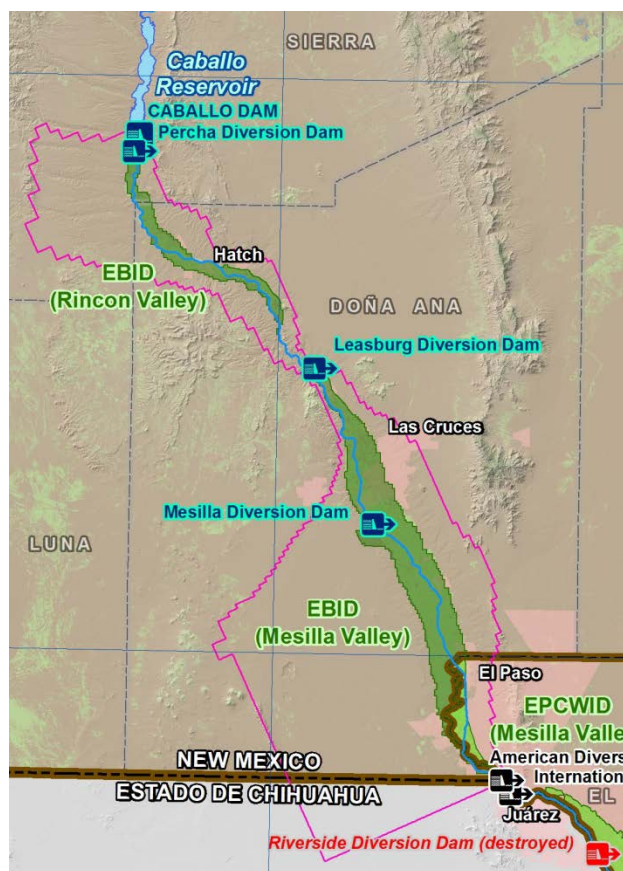 SIERRA
Caballo
Reservoir
CABALLO DAM
Percha Diversion Dam
Hatch
EBID
(Rincon Valley)
DOÑA ANA
Leasburg Diversion Dam
Las Cruces
Mesilla Diversion Dam
LUNA
EBID
(Mesilla Valley)
El Paso
EPCWID
(Mesilla Valle
American Divers
NEW MEXICO
Internation
ESTADO DE CHIHUAHUA
EL
Juárez
Riverside Diversion Dam (destroyed)